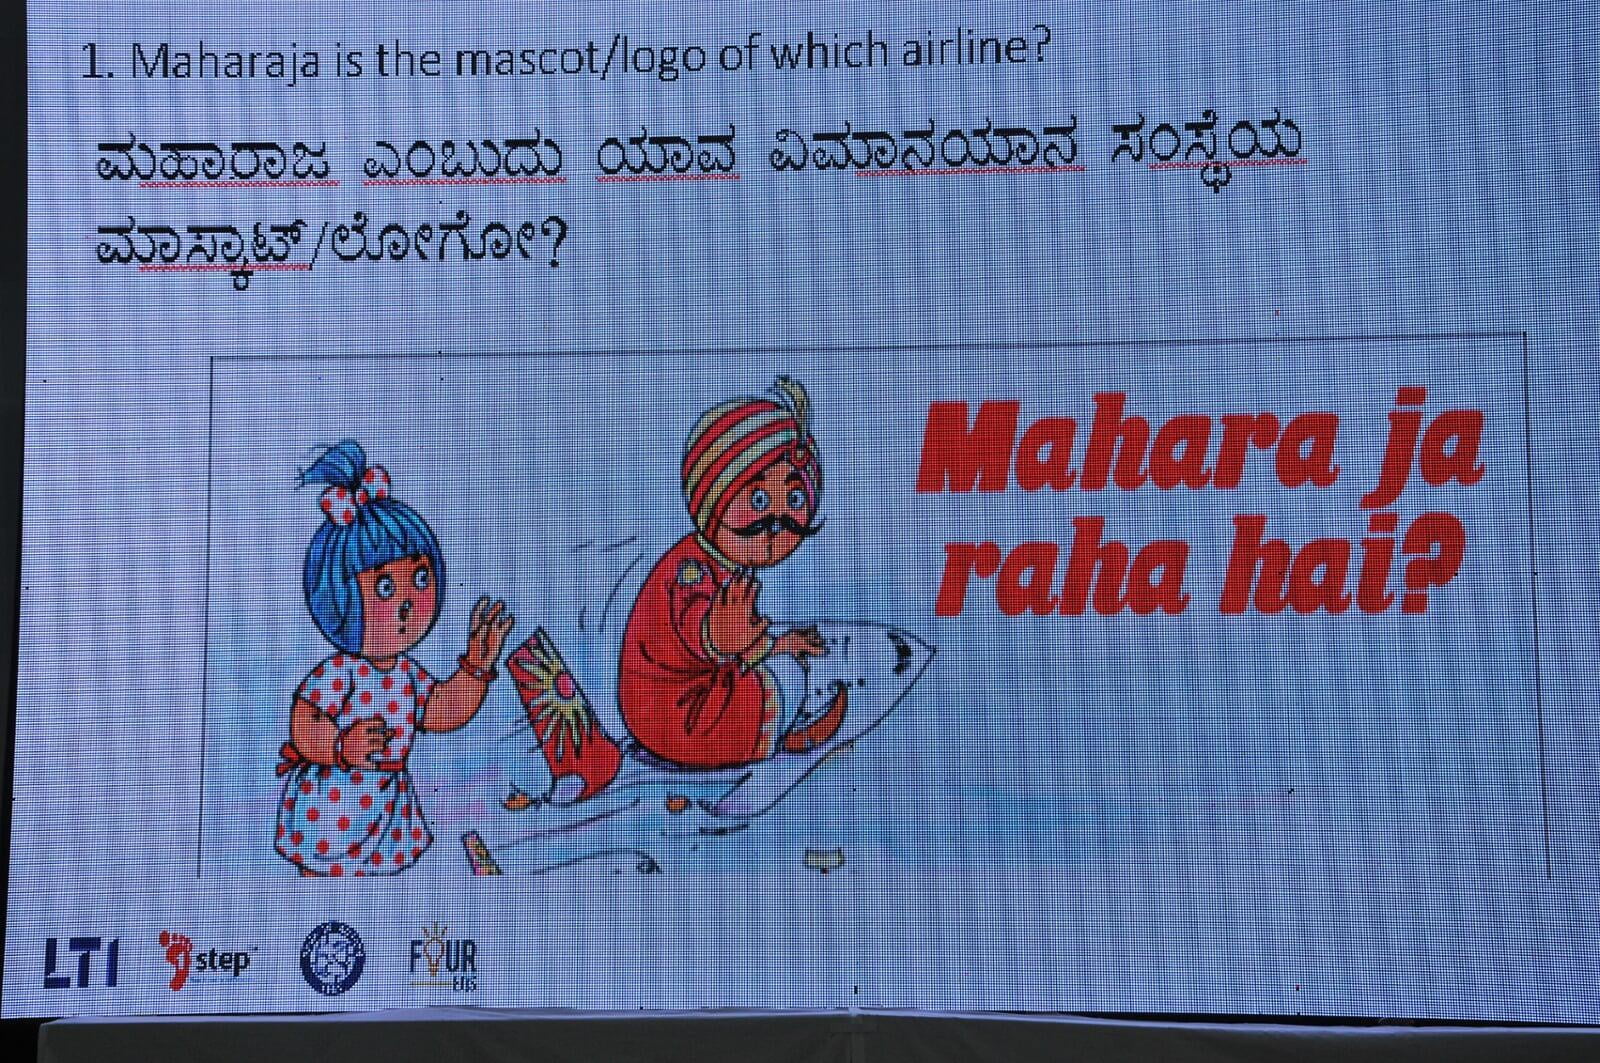 1. Maharaja is the mascot/logo of which airline?
ಮಹಾರಾಜ ಎಂಬುದು ಯಾವ ವಿಮಾನಯಾನ ಸಂಸ್ಥೆಯ
ಮಾಸ್ಕಾಟ್/ಲೋಗೋ?
Mahara ja
raha hai?
LTI
step
FOUR